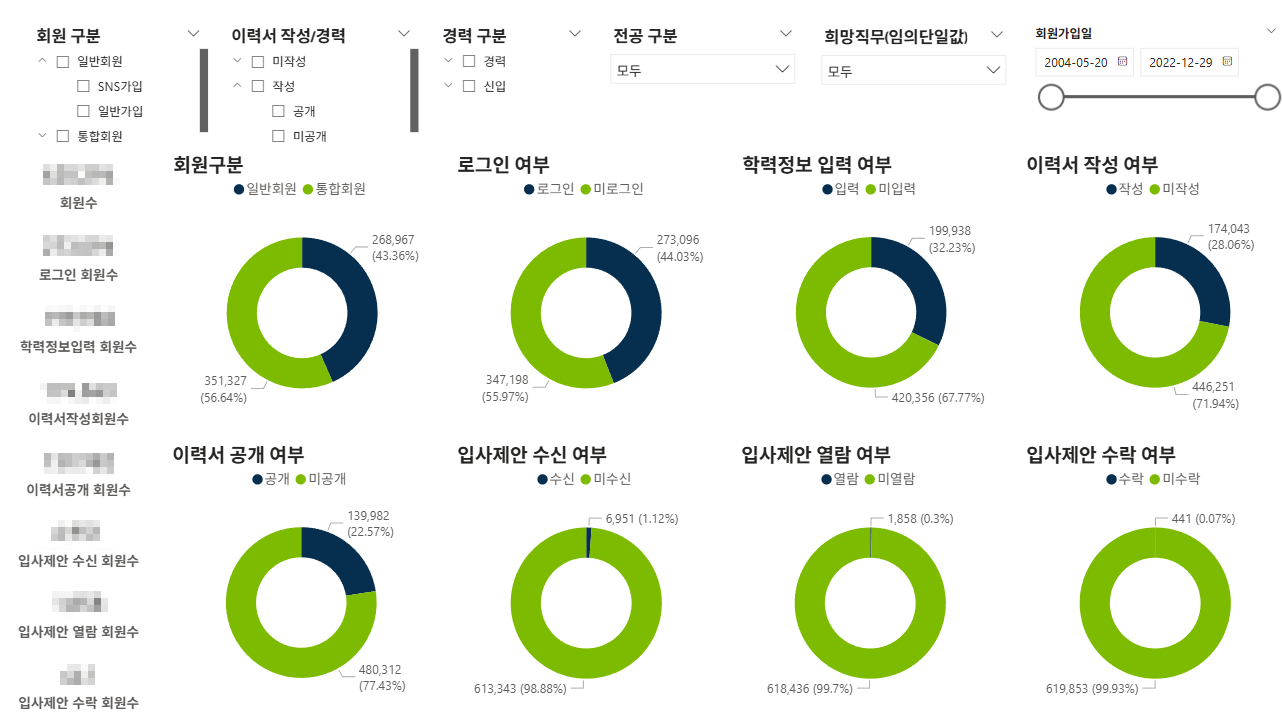 회원 구분
일반회원
SNS가입
일반가입
통합회원
이력서 작성/경력
미작성
작성
공개
미공개
경력 구분
경력
신입
전공 구분
모두
희망직무(임의단일값)
모두
회원가입일
2004-05-20
2022-12-29
회원수
로그인 회원수
학력정보입력 회원수
이력서작성회원수
이력서공개 회원수
입사제안 수신 회원수
입사제안 열람 회원수
입사제안 수락 회원수
회원구분
일반회원 통합회원
268,967
(43.36%)
351,327
(56.64%)
로그인 여부
로그인 미로그인
273,096
(44.03%)
347,198
(55.97%)
학력정보 입력 여부
입력 미입력
199,938
(32.23%)
420,356 (67.77%)
이력서 작성 여부
작성 미작성
174,043
(28.06%)
446,251
(71.94%)
이력서 공개 여부
공개 미공개
139,982
(22.57%)
480,312
(77.43%)
입사제안 수신 여부
수신 미수신
6,951 (1.12%)
613,343 (98.88%)
입사제안 열람 여부
열람 미열람
1,858 (0.3%)
618,436 (99.7%)
입사제안 수락 여부
수락 미수락
441 (0.07%)
619,853 (99.93%)